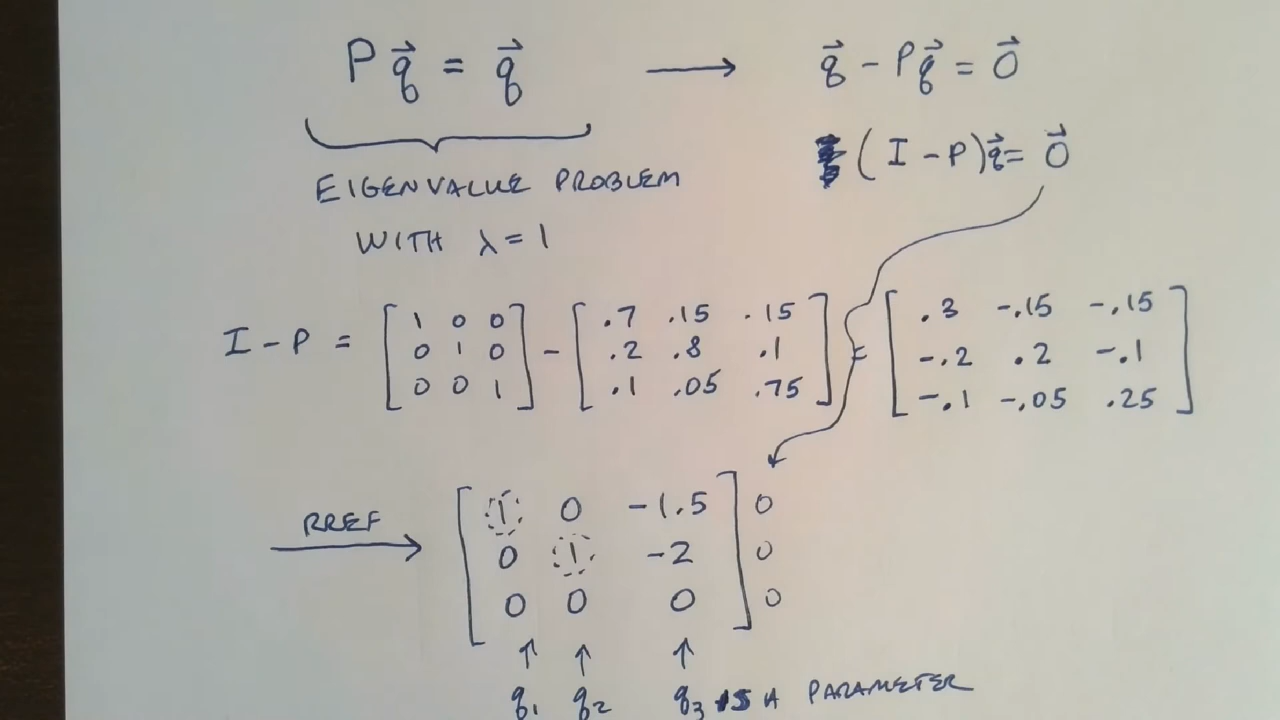 P q⃗ = q⃗ ⟶ q⃗ - P q⃗ = 0⃗
( I - P ) q⃗ = 0⃗
EIGENVALUE PROBLEM
WITH λ = 1
I - P = [ 1 0 0 ; 0 1 0 ; 0 0 1 ] - [ .7 .15 .15 ; .2 .8 .1 ; .1 .05 .75 ] = [ .3 -.15 -.15 ; -.2 .2 -.1 ; -.1 -.05 .25 ]
RREF ⟶ [ 1 0 -1.5 ; 0 1 -2 ; 0 0 0 ] 0 ; 0 ; 0
↑ ↑ ↑
q₁ q₂ q₃ IS A PARAMETER